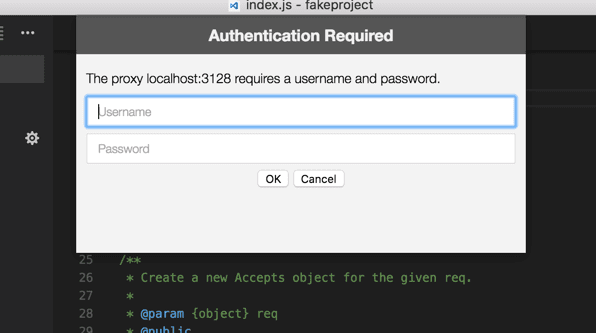 index.js - fakeproject
Authentication Required
The proxy localhost:3128 requires a username and password.
Username
Password
OK Cancel
25 /**
26 * Create a new Accepts object for the given req.
27 *
28 * @param {object} req
29 * @public